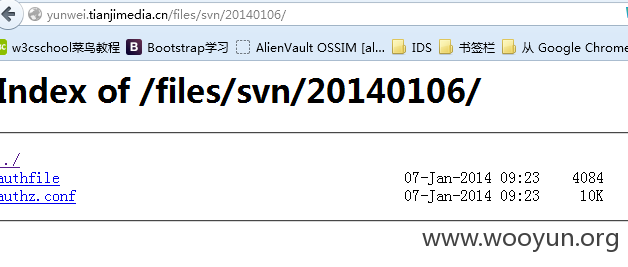 yunwei.tianjimedia.cn/files/svn/20140106/
w3cschool菜鸟教程 Bootstrap学习 AlienVault OSSIM [al... IDS 书签栏 从 Google Chrome
Index of /files/svn/20140106/
../
authfile 07-Jan-2014 09:23 4084
authz.conf 07-Jan-2014 09:23 10K
www.wooyun.org